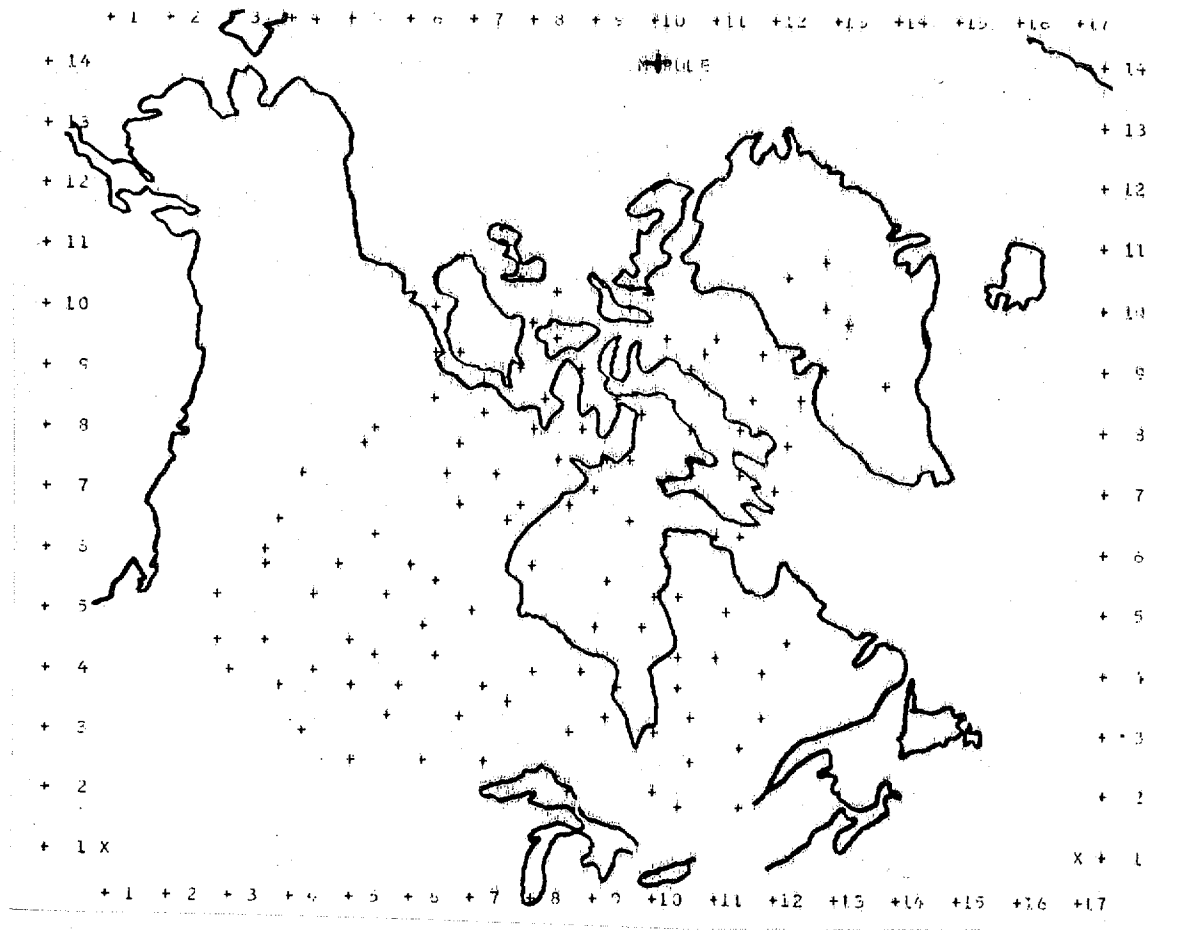 + 1 + 2 3 + 4 + 5 + 6 + 7 + 8 + 9 +10 +11 +12 +13 +14 +15 +16 +17
+ 14 + 14
+ 13 + 13
+ 12 + 12
+ 11 + 11
+ 10 + 10
+ 9 + 9
+ 8 + 8
+ 7 + 7
+ 6 + 6
+ 5 + 5
+ 4 + 4
+ 3 + 3
+ 2 + 2
+ 1 X X + 1
+ 1 + 2 + 3 + 4 + 5 + 6 + 7 + 8 + 9 +10 +11 +12 +13 +14 +15 +16 +17